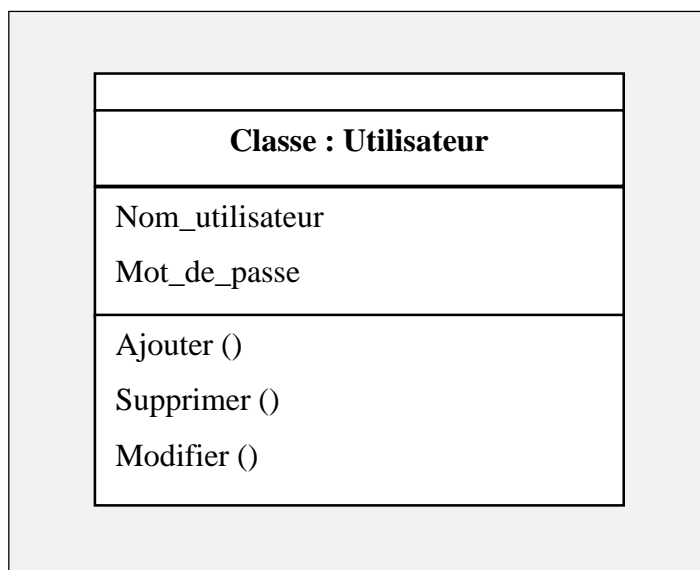 Classe : Utilisateur
Nom_utilisateur
Mot_de_passe
Ajouter ()
Supprimer ()
Modifier ()